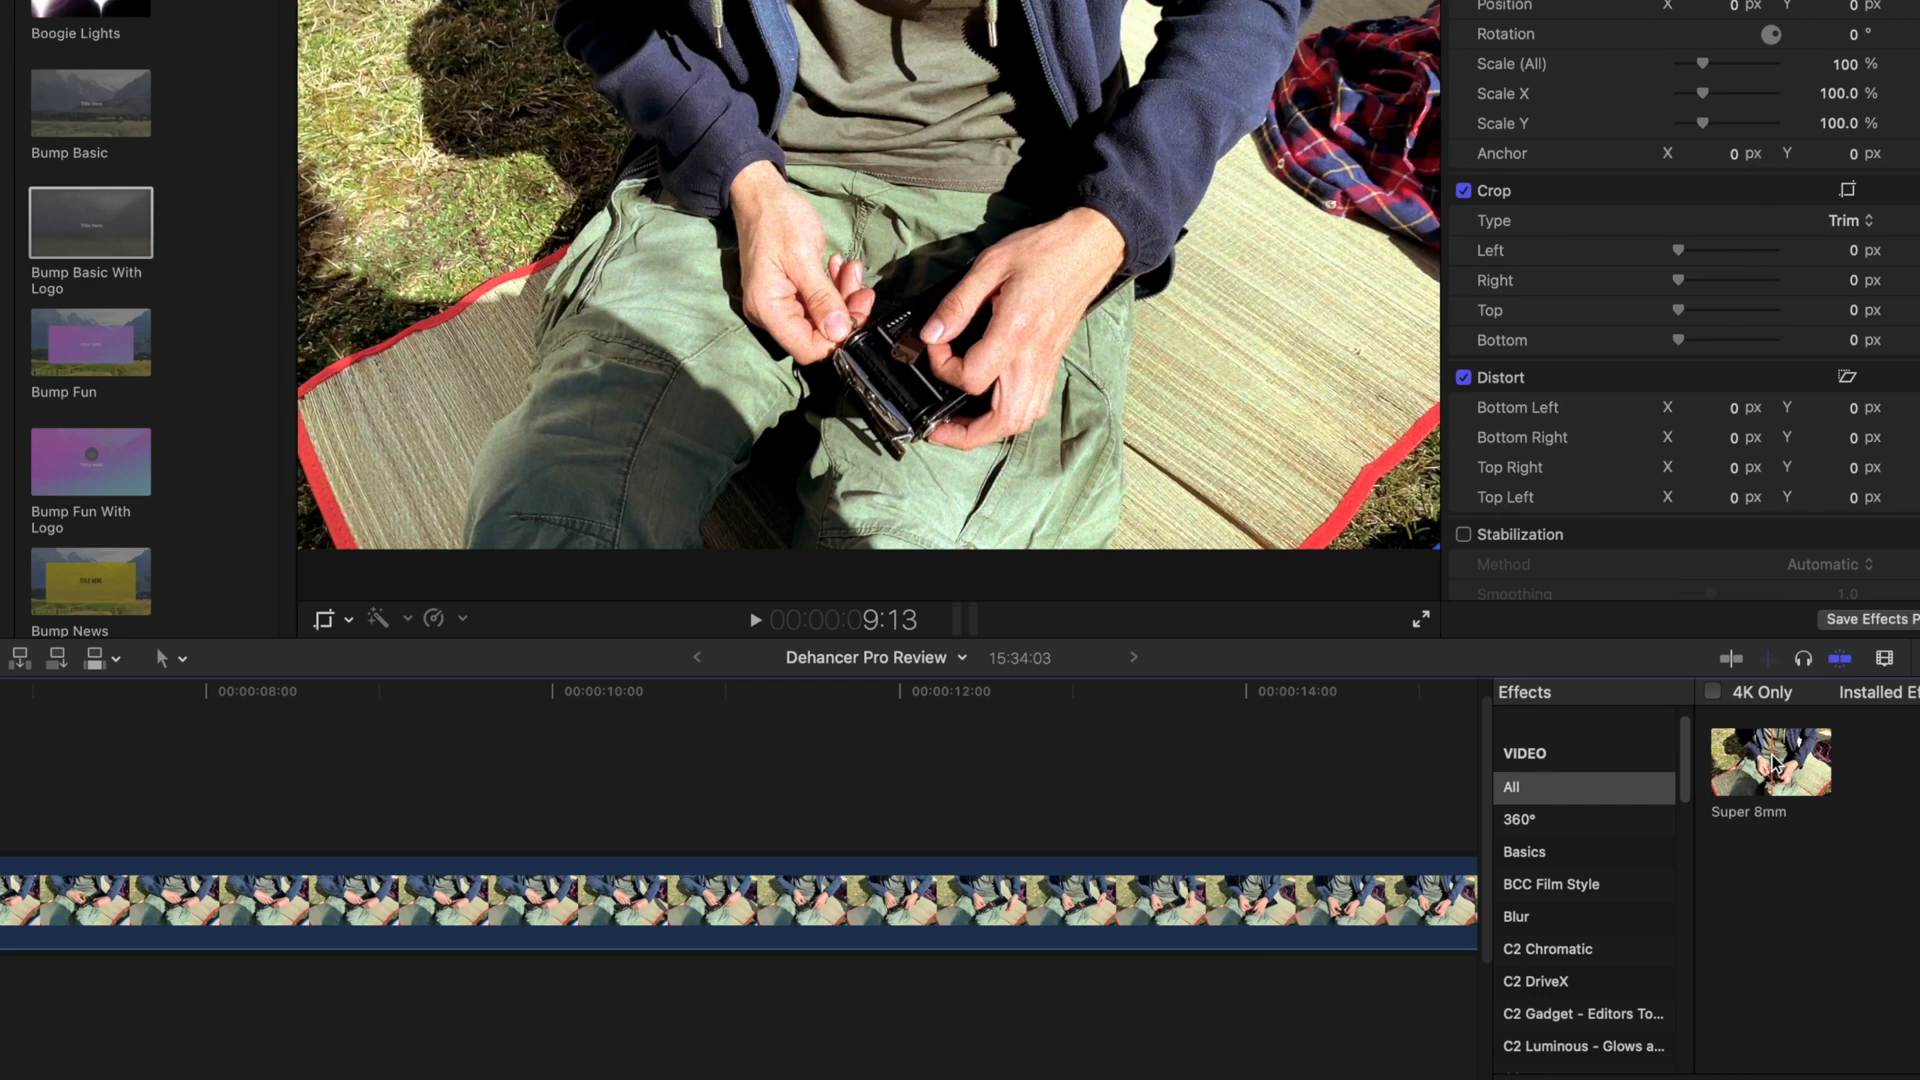 Boogie Lights
Title Here
Bump Basic
Title Here
Bump Basic With
Logo
Bump Fun
Bump Fun With
Logo
TITLE HERE
Bump News
Position X 0 px Y 0 px
Rotation 0 °
Scale (All) 100 %
Scale X 100.0 %
Scale Y 100.0 %
Anchor X 0 px Y 0 px
Crop
Type Trim
Left 0 px
Right 0 px
Top 0 px
Bottom 0 px
Distort
Bottom Left X 0 px Y 0 px
Bottom Right X 0 px Y 0 px
Top Right X 0 px Y 0 px
Top Left X 0 px Y 0 px
Stabilization
Method Automatic
Smoothing 1.0
Save Effects P
00:00:09:13
Dehancer Pro Review 15:34:03
00:00:08:00 00:00:10:00 00:00:12:00 00:00:14:00
Effects
4K Only Installed Ef
VIDEO
All
360°
Basics
BCC Film Style
Blur
C2 Chromatic
C2 DriveX
C2 Gadget - Editors To...
C2 Luminous - Glows a...
Super 8mm